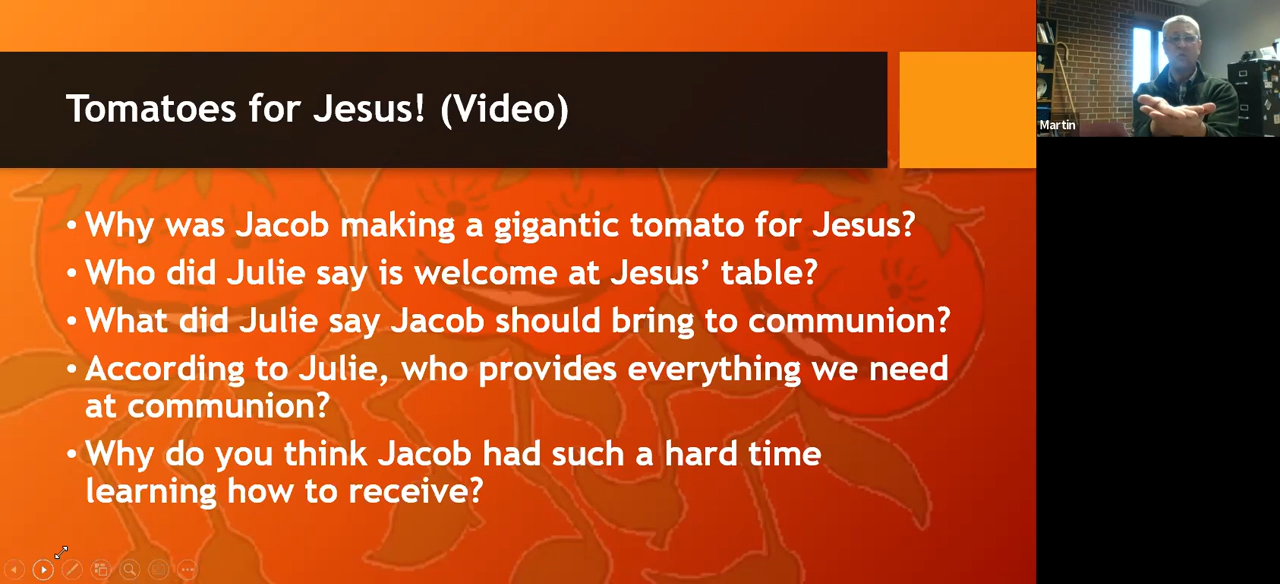 Tomatoes for Jesus! (Video)
• Why was Jacob making a gigantic tomato for Jesus?
• Who did Julie say is welcome at Jesus’ table?
• What did Julie say Jacob should bring to communion?
• According to Julie, who provides everything we need
at communion?
• Why do you think Jacob had such a hard time
learning how to receive?
Martin